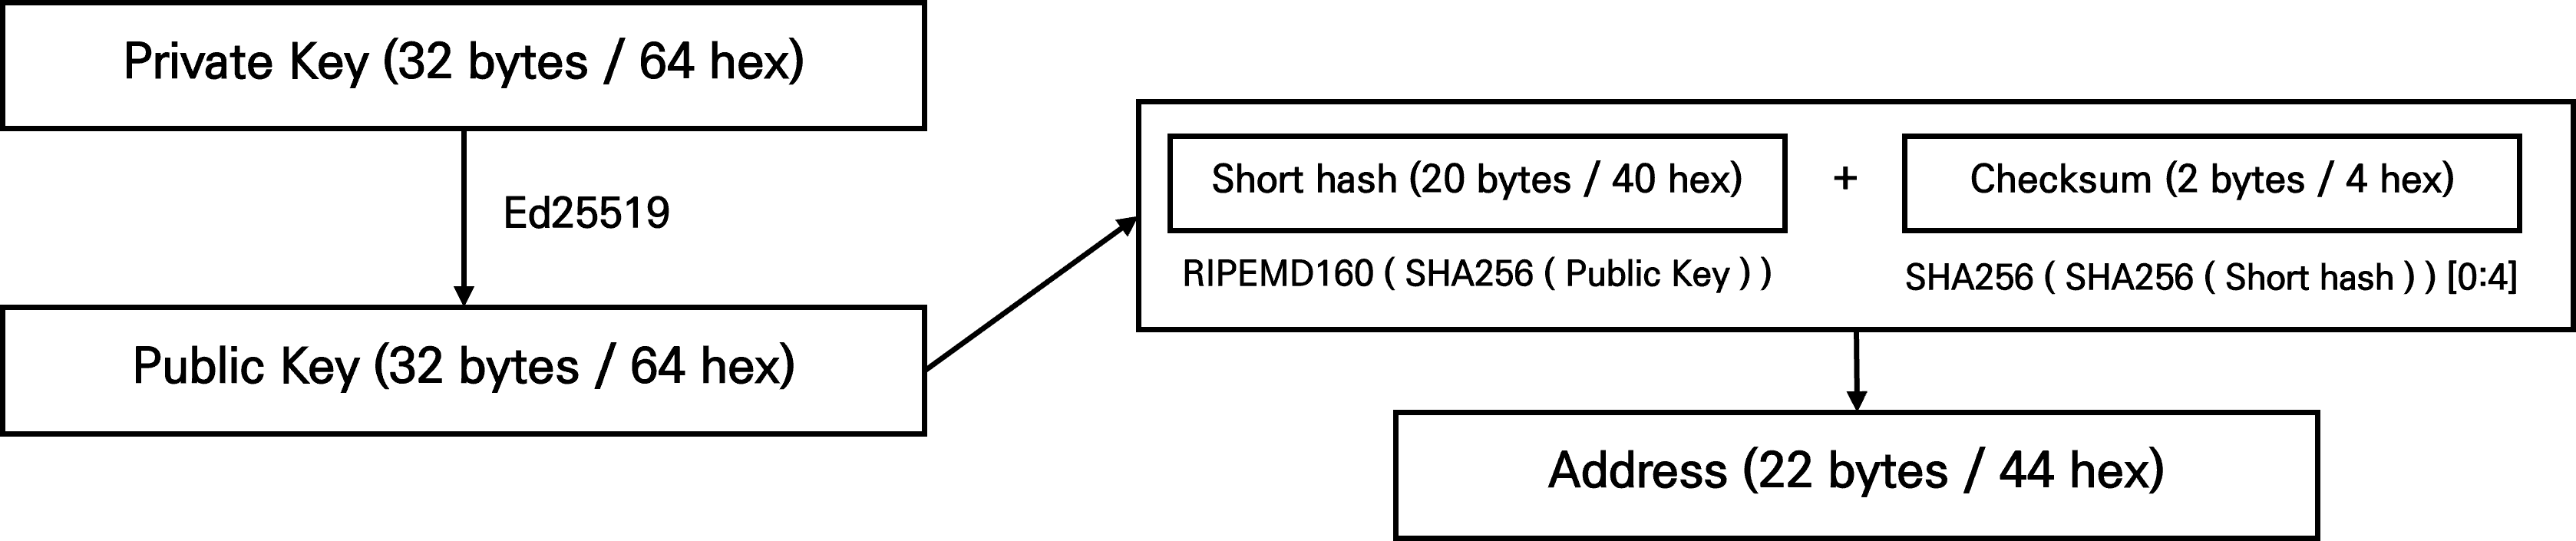 Private Key (32 bytes / 64 hex)
Ed25519
Public Key (32 bytes / 64 hex)
Short hash (20 bytes / 40 hex)
+
Checksum (2 bytes / 4 hex)
RIPEMD160 ( SHA256 ( Public Key ) )
SHA256 ( SHA256 ( Short hash ) ) [0:4]
Address (22 bytes / 44 hex)